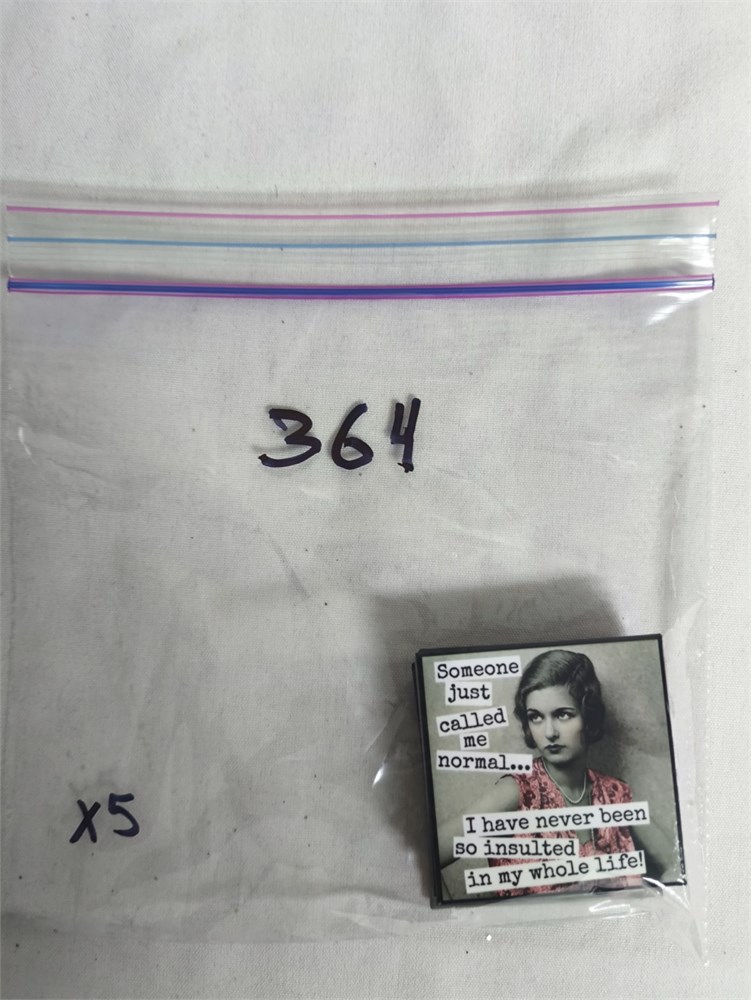 364
Someone
just
called
me
normal...
I have never been
so insulted
in my whole life!
x5